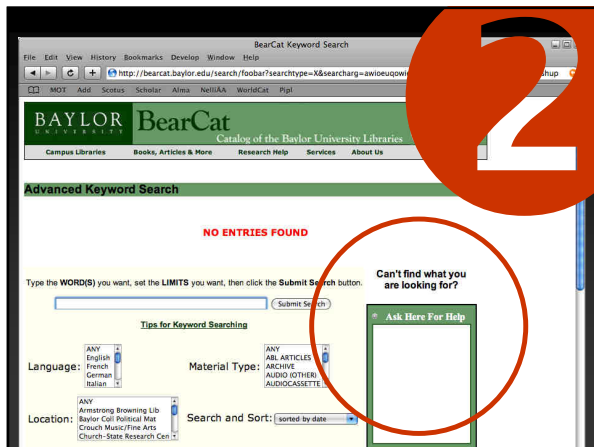 2
BearCat Keyword Search
File Edit View History Bookmarks Develop Window Help
http://bearcat.baylor.edu/search/foobar?searchtype=X&searcharg=awioeuqowi
MOT Add Scotus Scholar Alma NelliAA WorldCat Pipl
BAYLOR
UNIVERSITY
BearCat
Catalog of the Baylor University Libraries
Campus Libraries Books, Articles & More Research Help Services About Us
Advanced Keyword Search
NO ENTRIES FOUND
Can't find what you
are looking for?
Type the WORD(S) you want, set the LIMITS you want, then click the Submit Search button.
Submit Search
Tips for Keyword Searching
Ask Here For Help
Language:
ANY
English
French
German
Italian
Material Type:
ANY
ABL ARTICLES
ARCHIVE
AUDIO (OTHER)
AUDIOCASSETTE
Location:
ANY
Armstrong Browning Lib
Baylor Coll Political Mat
Crouch Music/Fine Arts
Church-State Research Cen
Search and Sort: sorted by date